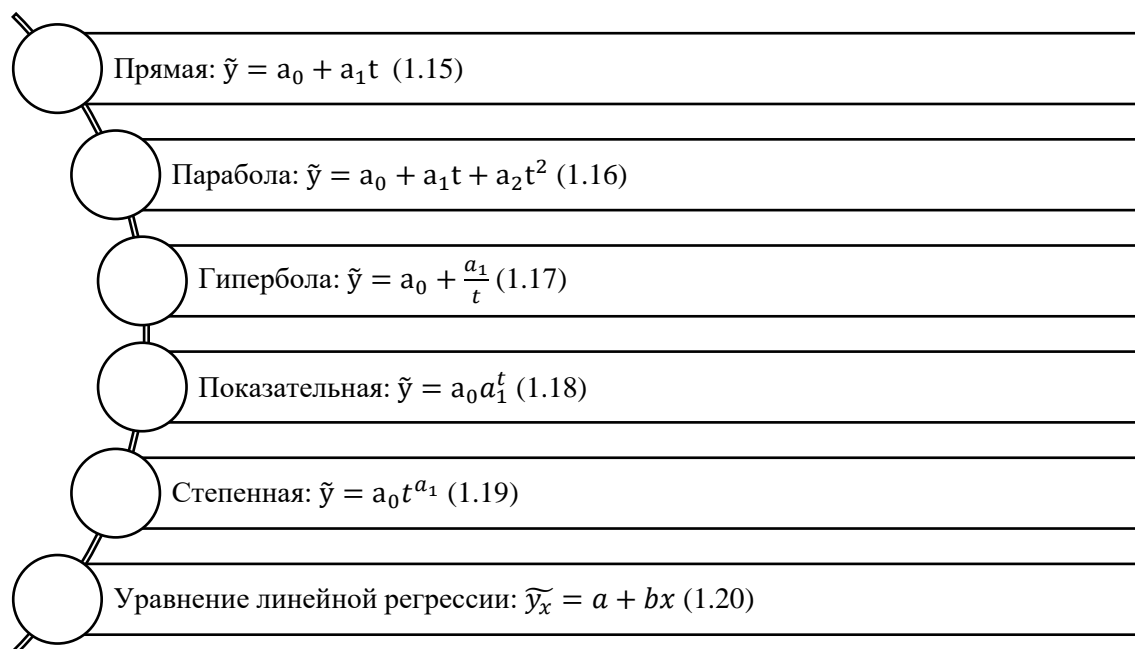 Прямая: ỹ = a₀ + a₁t (1.15)
Парабола: ỹ = a₀ + a₁t + a₂t² (1.16)
Гипербола: ỹ = a₀ + a₁/t (1.17)
Показательная: ỹ = a₀a₁ᵗ (1.18)
Степенная: ỹ = a₀t^a₁ (1.19)
Уравнение линейной регрессии: ỹₓ = a + bx (1.20)